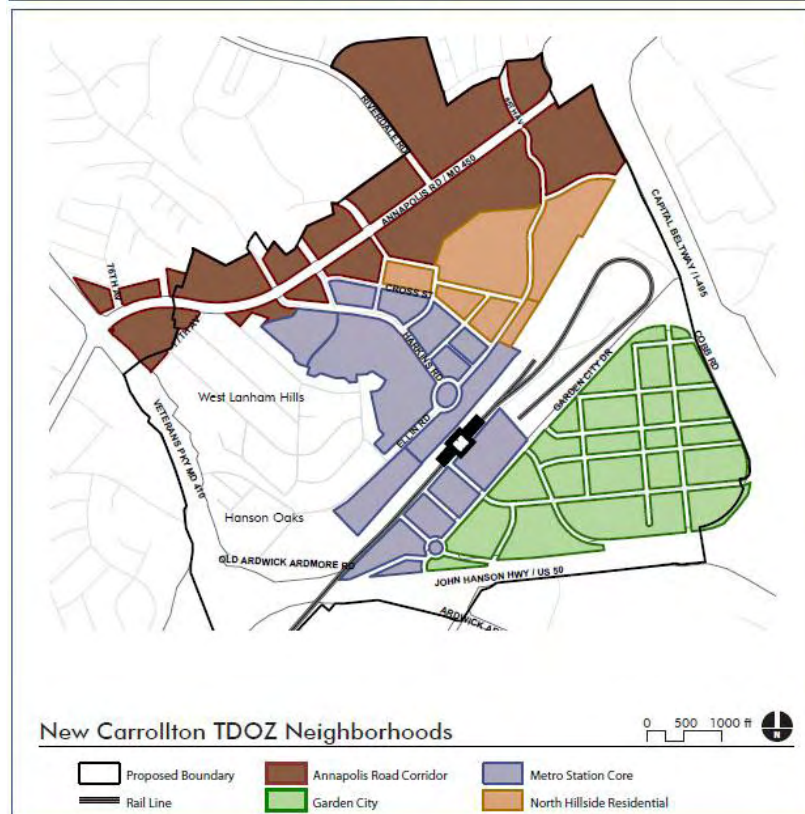 RIVERDALE RD
ANNAPOLIS RD / MD 450
CAPITAL BELTWAY / I-495
76TH AV
CROSS ST
HARKINS RD
COBB RD
GARDEN CITY DR
West Lanham Hills
ELLIN RD
VETERANS PKY MD 410
Hanson Oaks
OLD ARDWICK ARDMORE RD
JOHN HANSON HWY / US 50
New Carrollton TDOZ Neighborhoods
0 500 1000 ft
N
Proposed Boundary
Annapolis Road Corridor
Metro Station Core
Rail Line
Garden City
North Hillside Residential